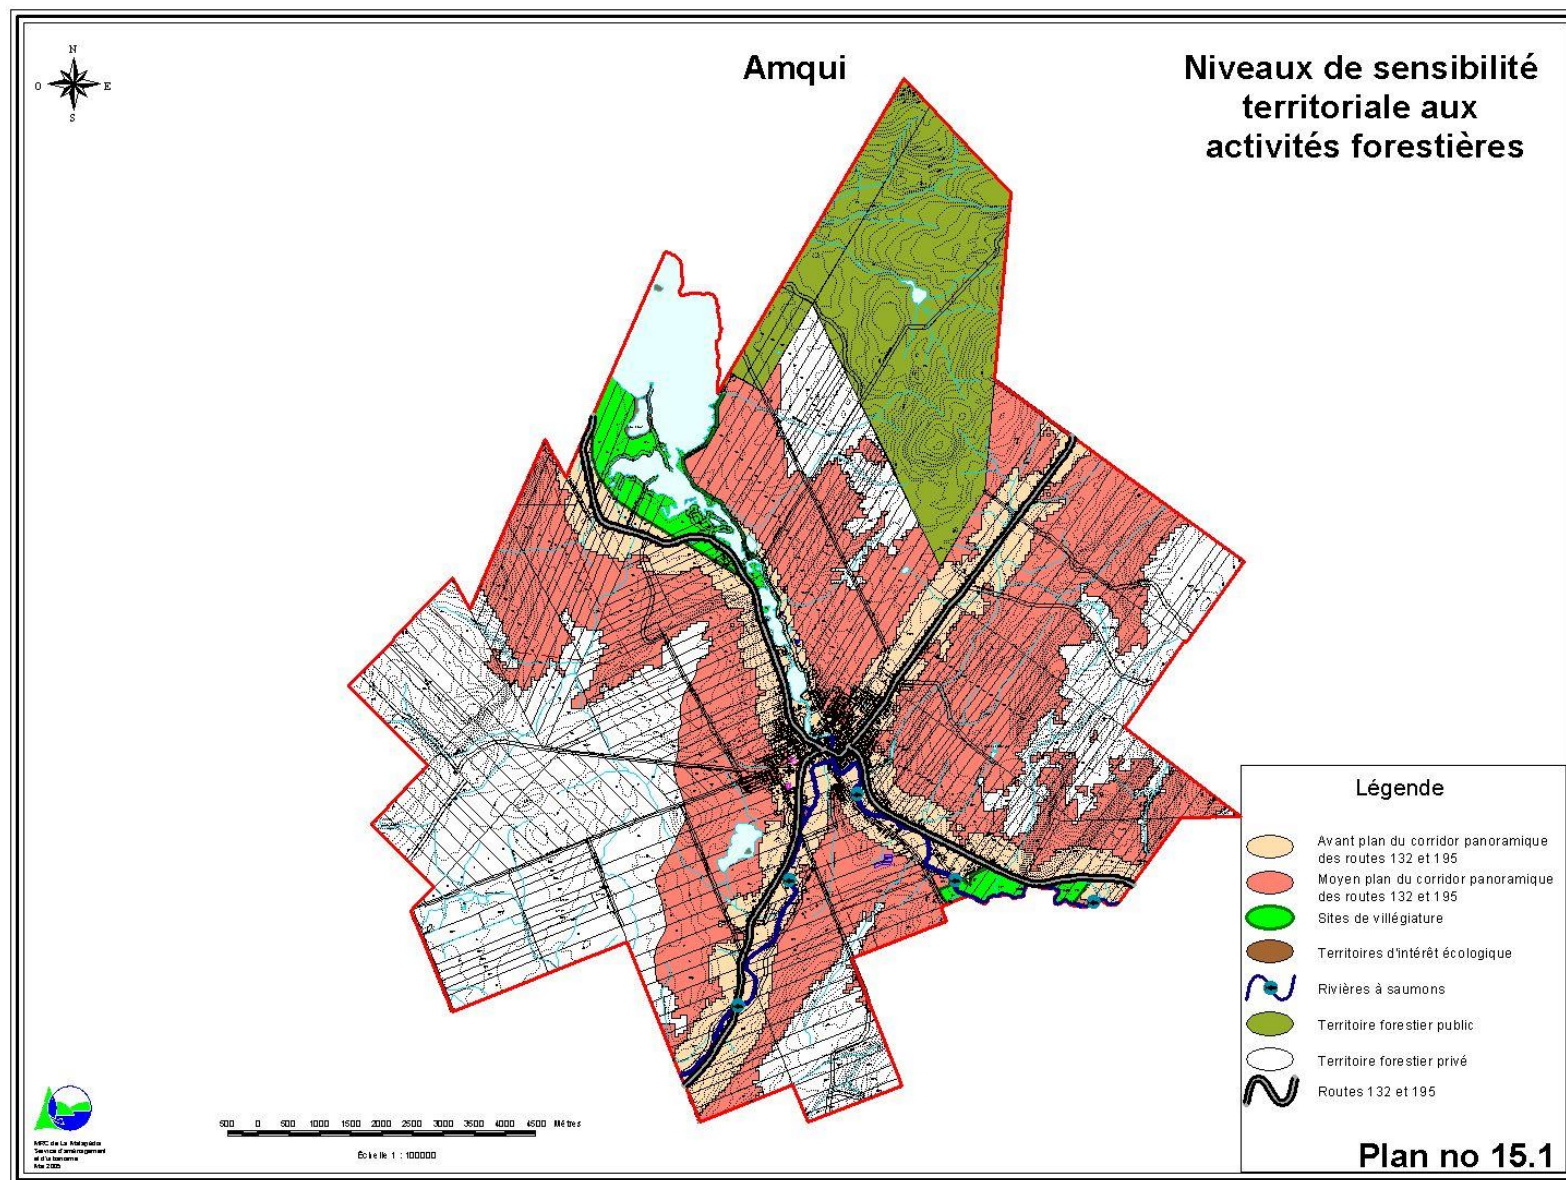 Amqui
Niveaux de sensibilité
territoriale aux
activités forestières
N
O
E
S
Légende
Avant plan du corridor panoramique
des routes 132 et 195
Moyen plan du corridor panoramique
des routes 132 et 195
Sites de villégiature
Territoires d'intérêt écologique
Rivières à saumons
Territoire forestier public
Territoire forestier privé
Routes 132 et 195
Plan no 15.1
500 0 500 1000 1500 2000 2500 3000 3500 4000 4500 Mètres
Échelle 1 : 100000
MRC de La Matapédia
Service d'aménagement
et d'urbanisme
Mai 2005